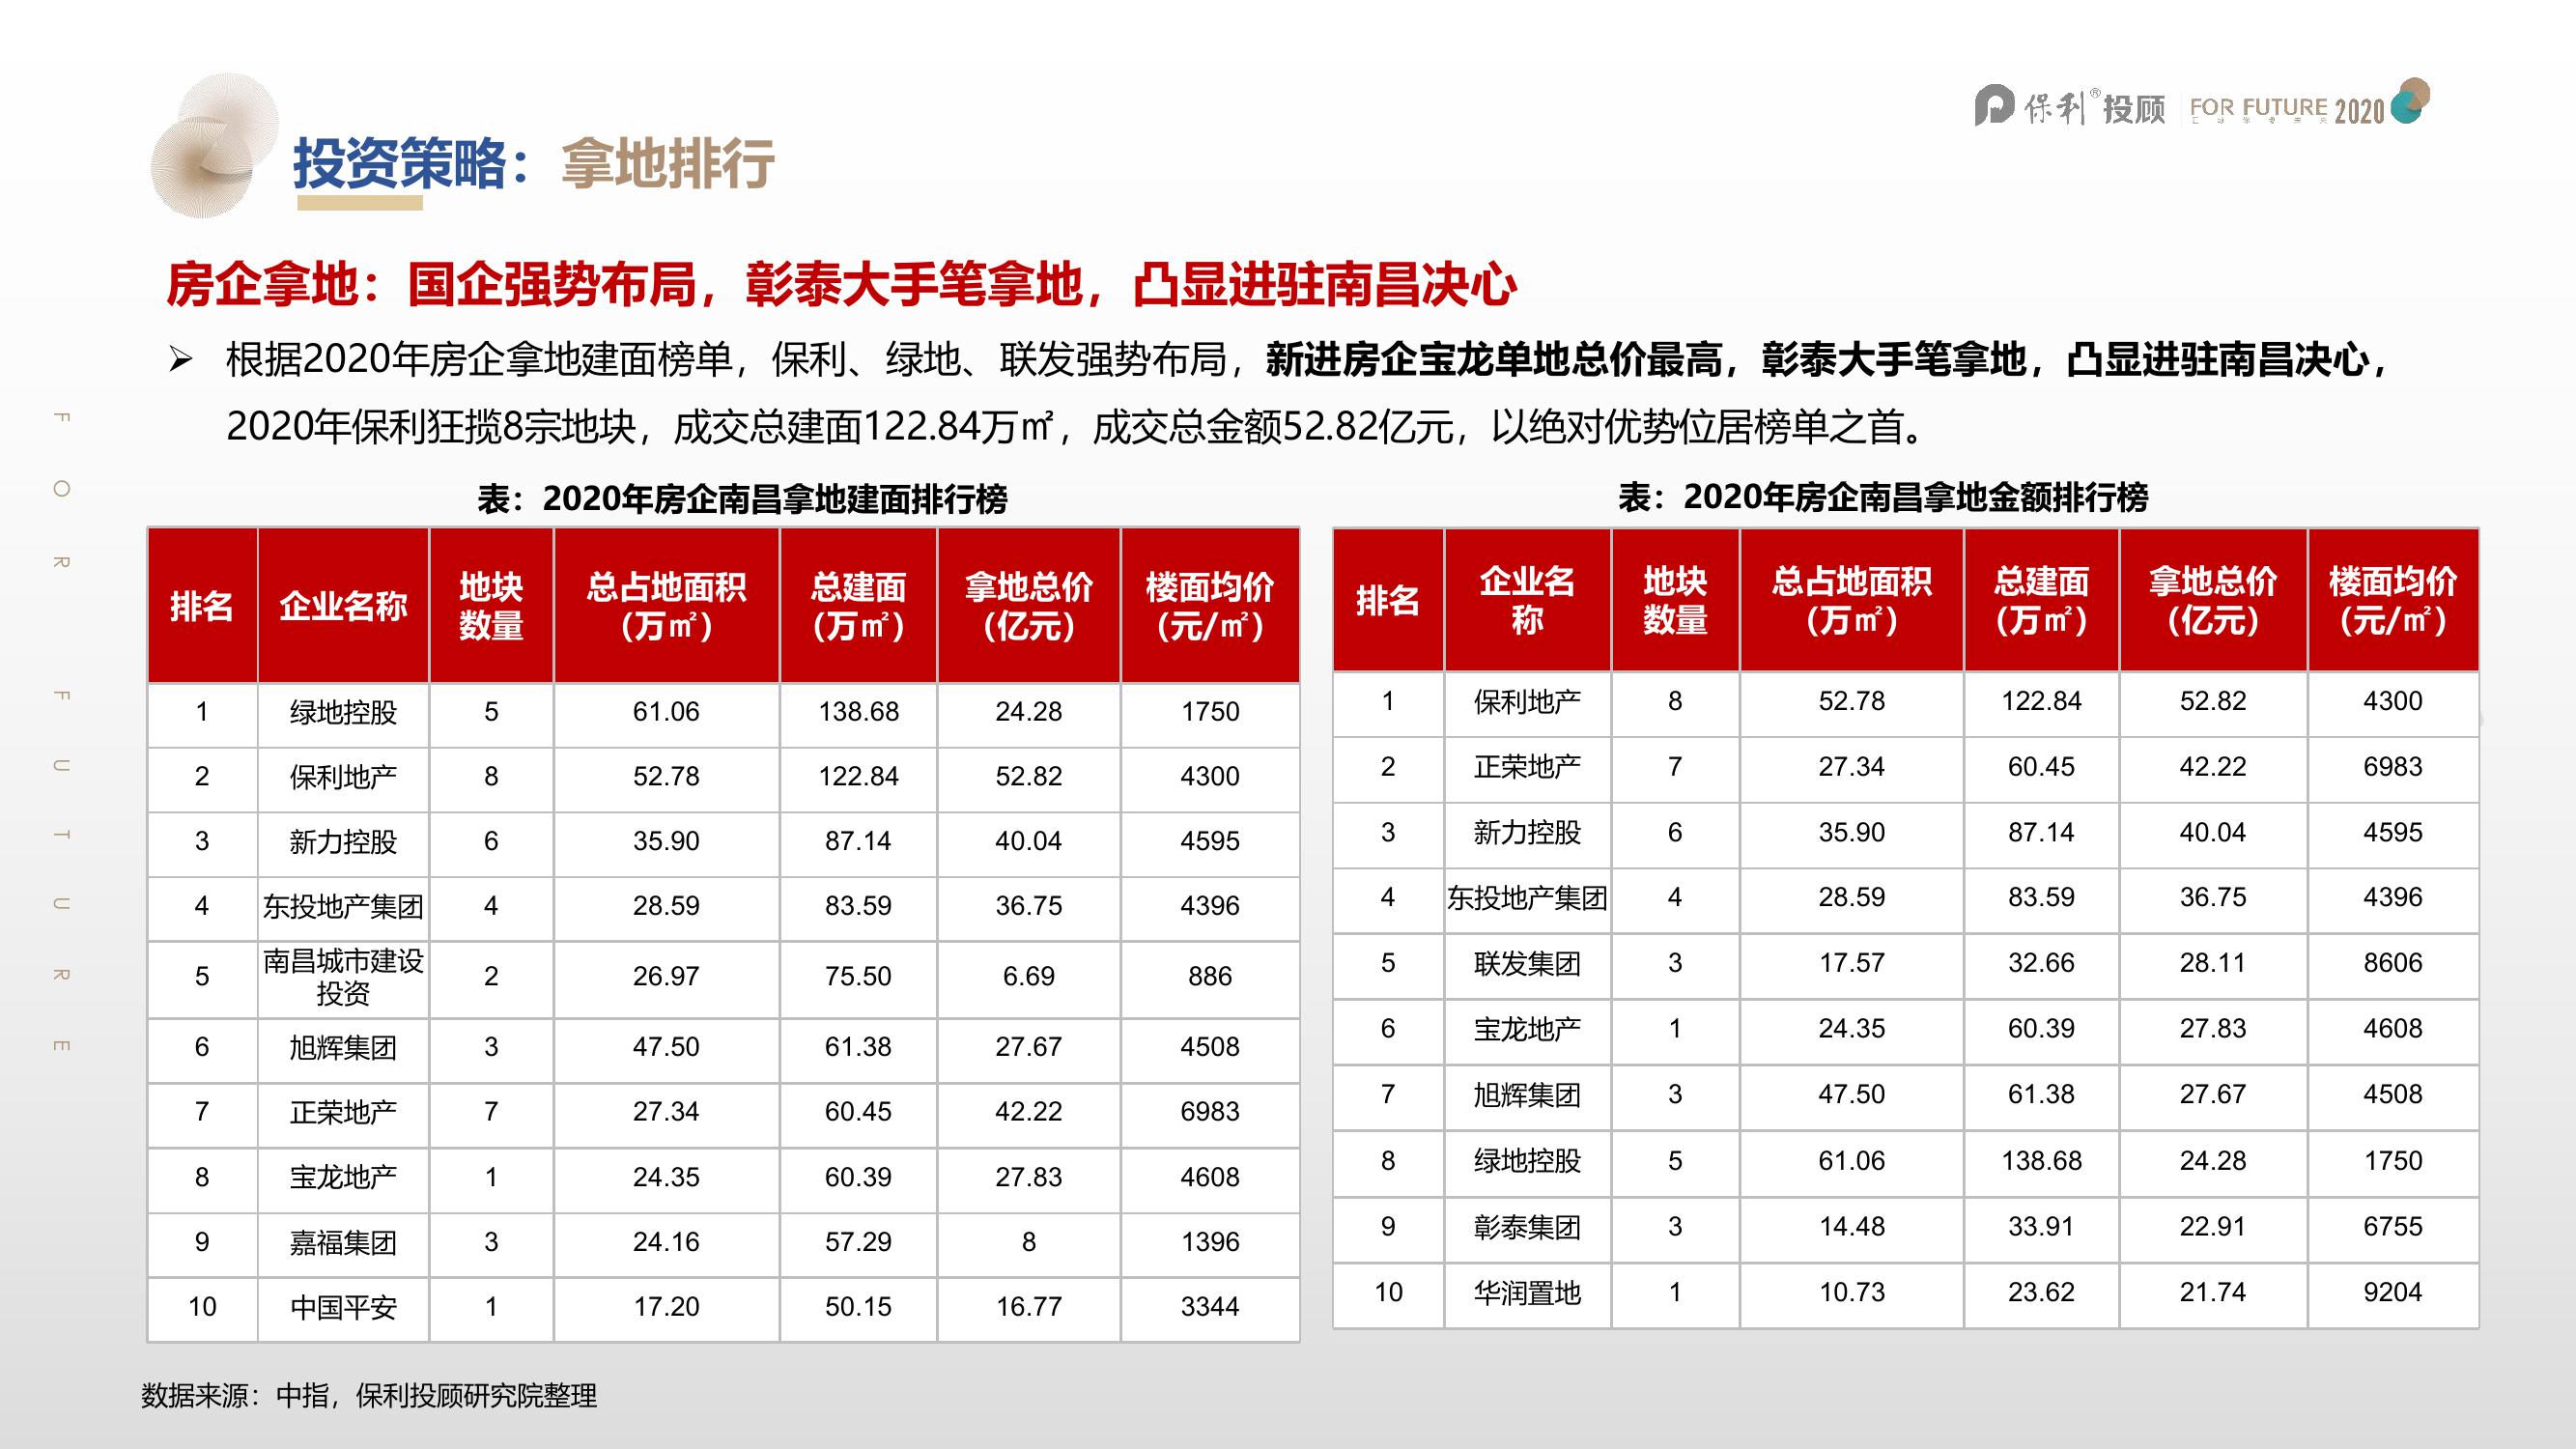 保利®投顾 FOR FUTURE 2020
投资策略：拿地排行
房企拿地：国企强势布局，彰泰大手笔拿地，凸显进驻南昌决心
➢ 根据2020年房企拿地建面榜单，保利、绿地、联发强势布局，新进房企宝龙单地总价最高，彰泰大手笔拿地，凸显进驻南昌决心，
2020年保利狂揽8宗地块，成交总建面122.84万㎡，成交总金额52.82亿元，以绝对优势位居榜单之首。
FOR FUTURE
表：2020年房企南昌拿地建面排行榜
排名 企业名称 地块数量 总占地面积（万㎡） 总建面（万㎡） 拿地总价（亿元） 楼面均价（元/㎡）
1 绿地控股 5 61.06 138.68 24.28 1750
2 保利地产 8 52.78 122.84 52.82 4300
3 新力控股 6 35.90 87.14 40.04 4595
4 东投地产集团 4 28.59 83.59 36.75 4396
5 南昌城市建设投资 2 26.97 75.50 6.69 886
6 旭辉集团 3 47.50 61.38 27.67 4508
7 正荣地产 7 27.34 60.45 42.22 6983
8 宝龙地产 1 24.35 60.39 27.83 4608
9 嘉福集团 3 24.16 57.29 8 1396
10 中国平安 1 17.20 50.15 16.77 3344
表：2020年房企南昌拿地金额排行榜
排名 企业名称 地块数量 总占地面积（万㎡） 总建面（万㎡） 拿地总价（亿元） 楼面均价（元/㎡）
1 保利地产 8 52.78 122.84 52.82 4300
2 正荣地产 7 27.34 60.45 42.22 6983
3 新力控股 6 35.90 87.14 40.04 4595
4 东投地产集团 4 28.59 83.59 36.75 4396
5 联发集团 3 17.57 32.66 28.11 8606
6 宝龙地产 1 24.35 60.39 27.83 4608
7 旭辉集团 3 47.50 61.38 27.67 4508
8 绿地控股 5 61.06 138.68 24.28 1750
9 彰泰集团 3 14.48 33.91 22.91 6755
10 华润置地 1 10.73 23.62 21.74 9204
数据来源：中指，保利投顾研究院整理